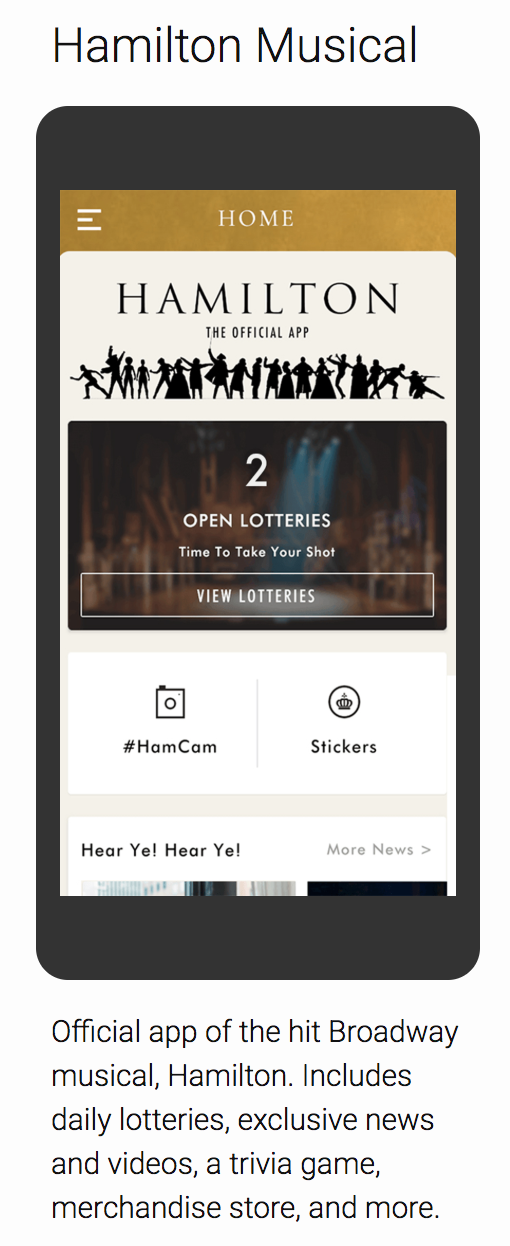 Hamilton Musical
HOME
HAMILTON
THE OFFICIAL APP
2
OPEN LOTTERIES
Time To Take Your Shot
VIEW LOTTERIES
#HamCam
Stickers
Hear Ye! Hear Ye!
More News >
Official app of the hit Broadway
musical, Hamilton. Includes
daily lotteries, exclusive news
and videos, a trivia game,
merchandise store, and more.